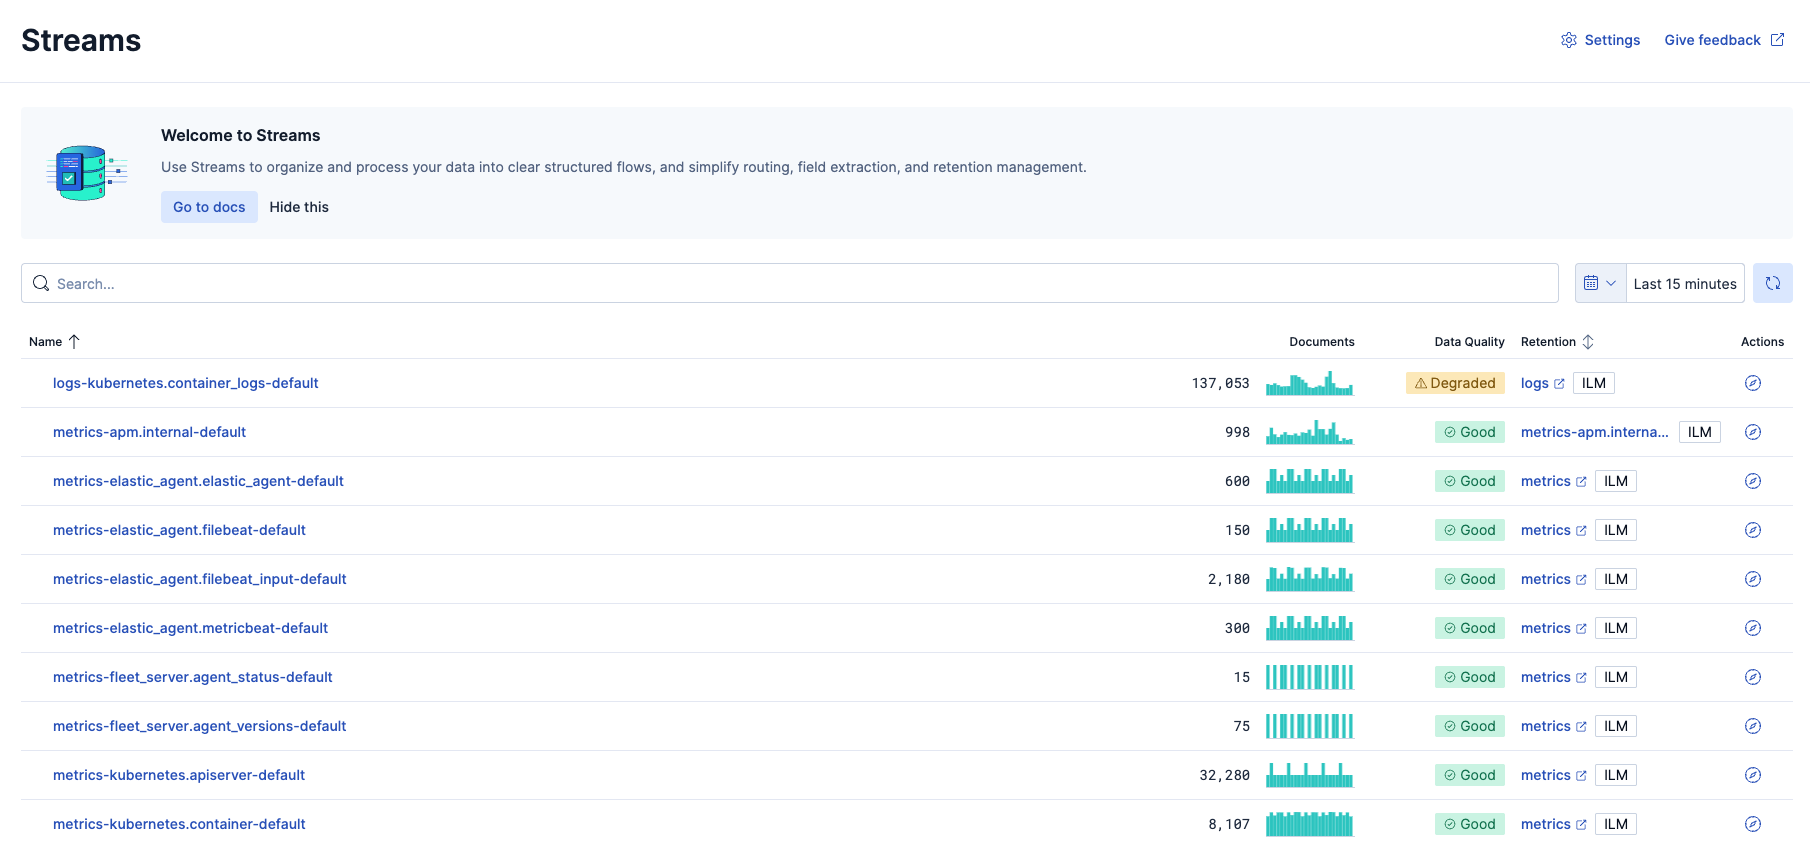 Streams
Settings
Give feedback
Welcome to Streams
Use Streams to organize and process your data into clear structured flows, and simplify routing, field extraction, and retention management.
Go to docs Hide this
Search... Last 15 minutes
Name Documents Data Quality Retention Actions
logs-kubernetes.container_logs-default 137,053 Degraded logs ILM
metrics-apm.internal-default 998 Good metrics-apm.interna... ILM
metrics-elastic_agent.elastic_agent-default 600 Good metrics ILM
metrics-elastic_agent.filebeat-default 150 Good metrics ILM
metrics-elastic_agent.filebeat_input-default 2,180 Good metrics ILM
metrics-elastic_agent.metricbeat-default 300 Good metrics ILM
metrics-fleet_server.agent_status-default 15 Good metrics ILM
metrics-fleet_server.agent_versions-default 75 Good metrics ILM
metrics-kubernetes.apiserver-default 32,280 Good metrics ILM
metrics-kubernetes.container-default 8,107 Good metrics ILM